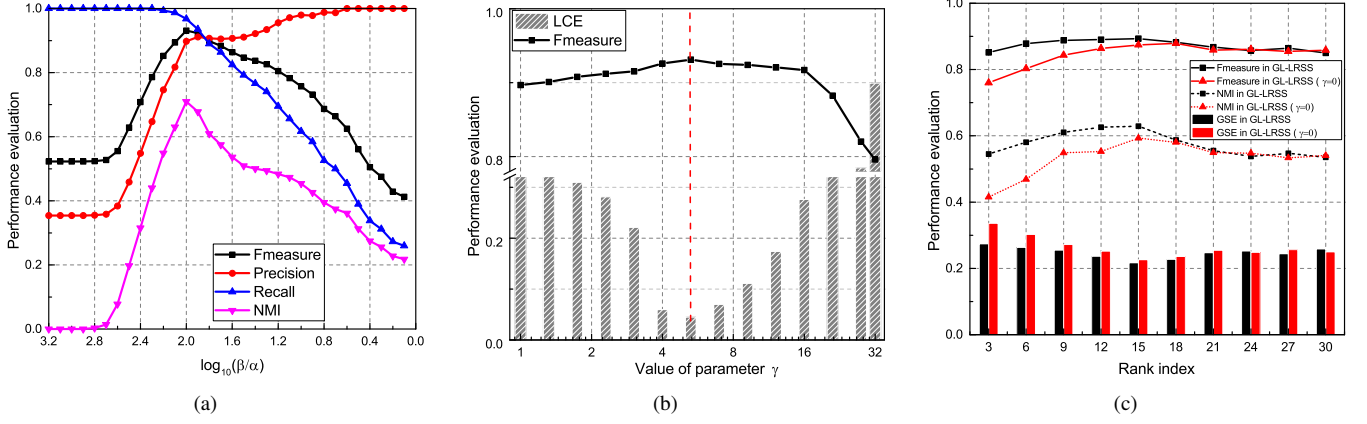 1.0
0.8
0.6
0.4
0.2
0.0
Performance evaluation
Fmeasure
Precision
Recall
NMI
3.2 2.8 2.4 2.0 1.6 1.2 0.8 0.4 0.0
log10(β/α)
(a)
1.0
0.8
0.2
0.0
Performance evaluation
LCE
Fmeasure
1 2 4 8 16 32
Value of parameter γ
(b)
1.0
0.8
0.6
0.4
0.2
0.0
Performance evaluation
Fmeasure in GL-LRSS
Fmeasure in GL-LRSS ( γ=0)
NMI in GL-LRSS
NMI in GL-LRSS ( γ=0)
GSE in GL-LRSS
GSE in GL-LRSS ( γ=0)
3 6 9 12 15 18 21 24 27 30
Rank index
(c)